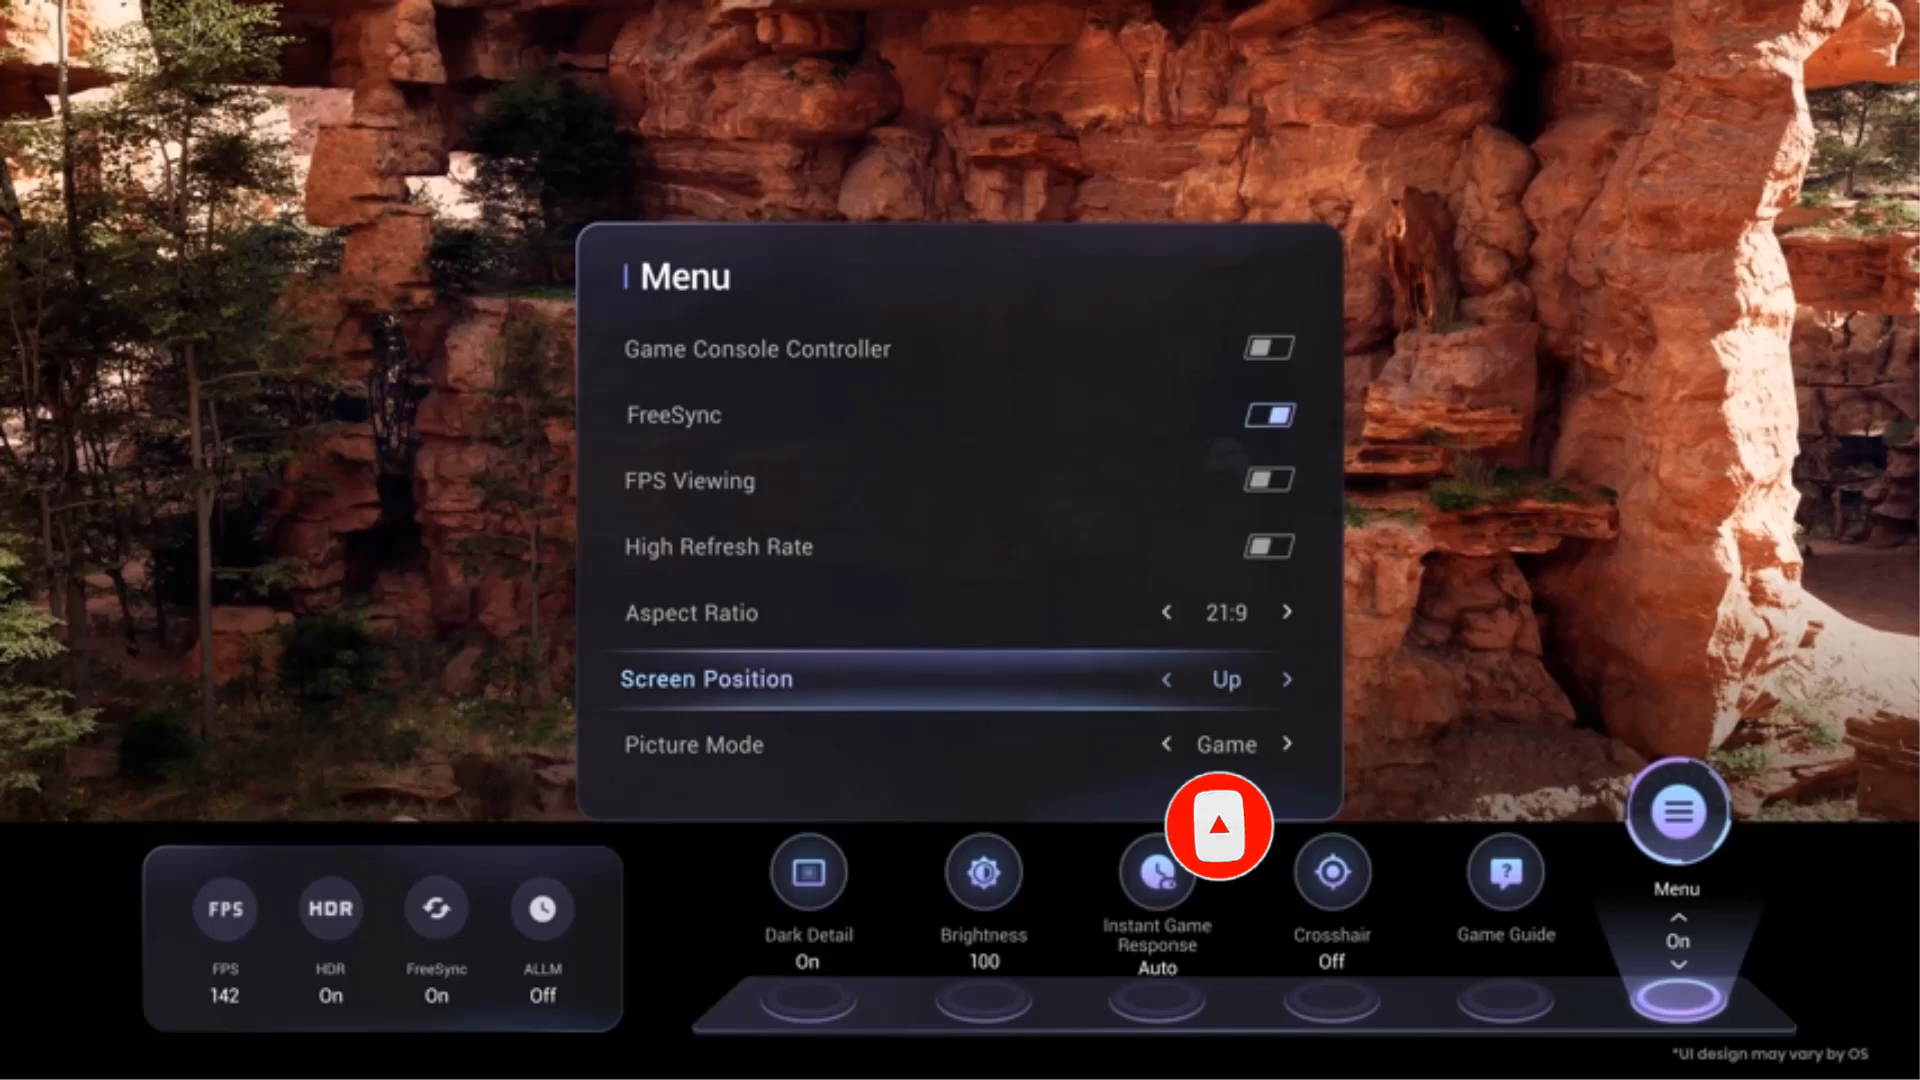 Menu
Game Console Controller
FreeSync
FPS Viewing
High Refresh Rate
Aspect Ratio < 21:9 >
Screen Position < Up >
Picture Mode < Game >
FPS
HDR
FPS
142
HDR
On
FreeSync
On
ALLM
Off
Dark Detail
On
Brightness
100
Instant Game
Response
Auto
Crosshair
Off
?
Game Guide
Menu
On
*UI design may vary by OS